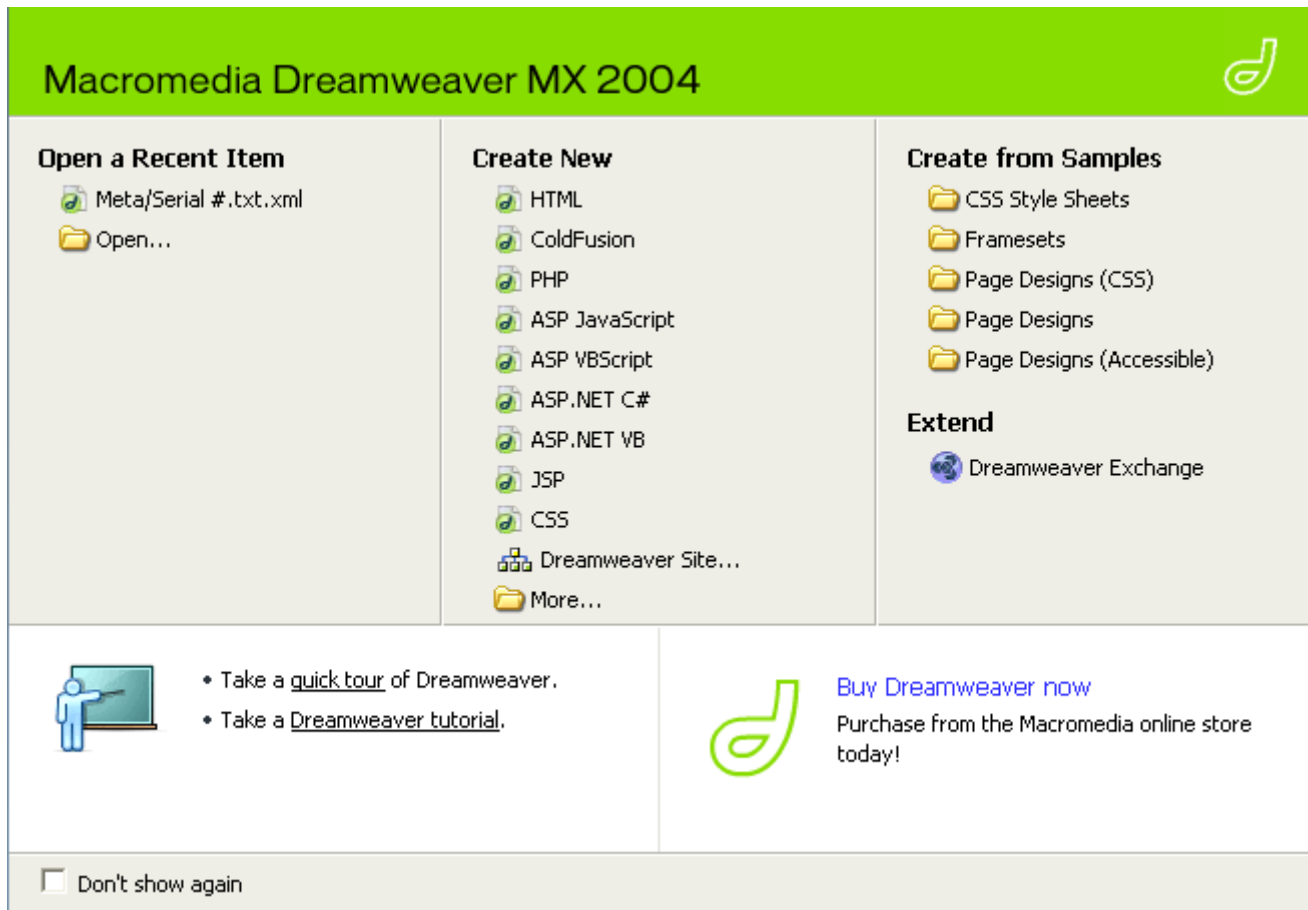 Macromedia Dreamweaver MX 2004
Open a Recent Item
Meta/Serial #.txt.xml
Open...
Create New
HTML
ColdFusion
PHP
ASP JavaScript
ASP VBScript
ASP.NET C#
ASP.NET VB
JSP
CSS
Dreamweaver Site...
More...
Create from Samples
CSS Style Sheets
Framesets
Page Designs (CSS)
Page Designs
Page Designs (Accessible)
Extend
Dreamweaver Exchange
• Take a quick tour of Dreamweaver.
• Take a Dreamweaver tutorial.
Buy Dreamweaver now
Purchase from the Macromedia online store
today!
Don't show again